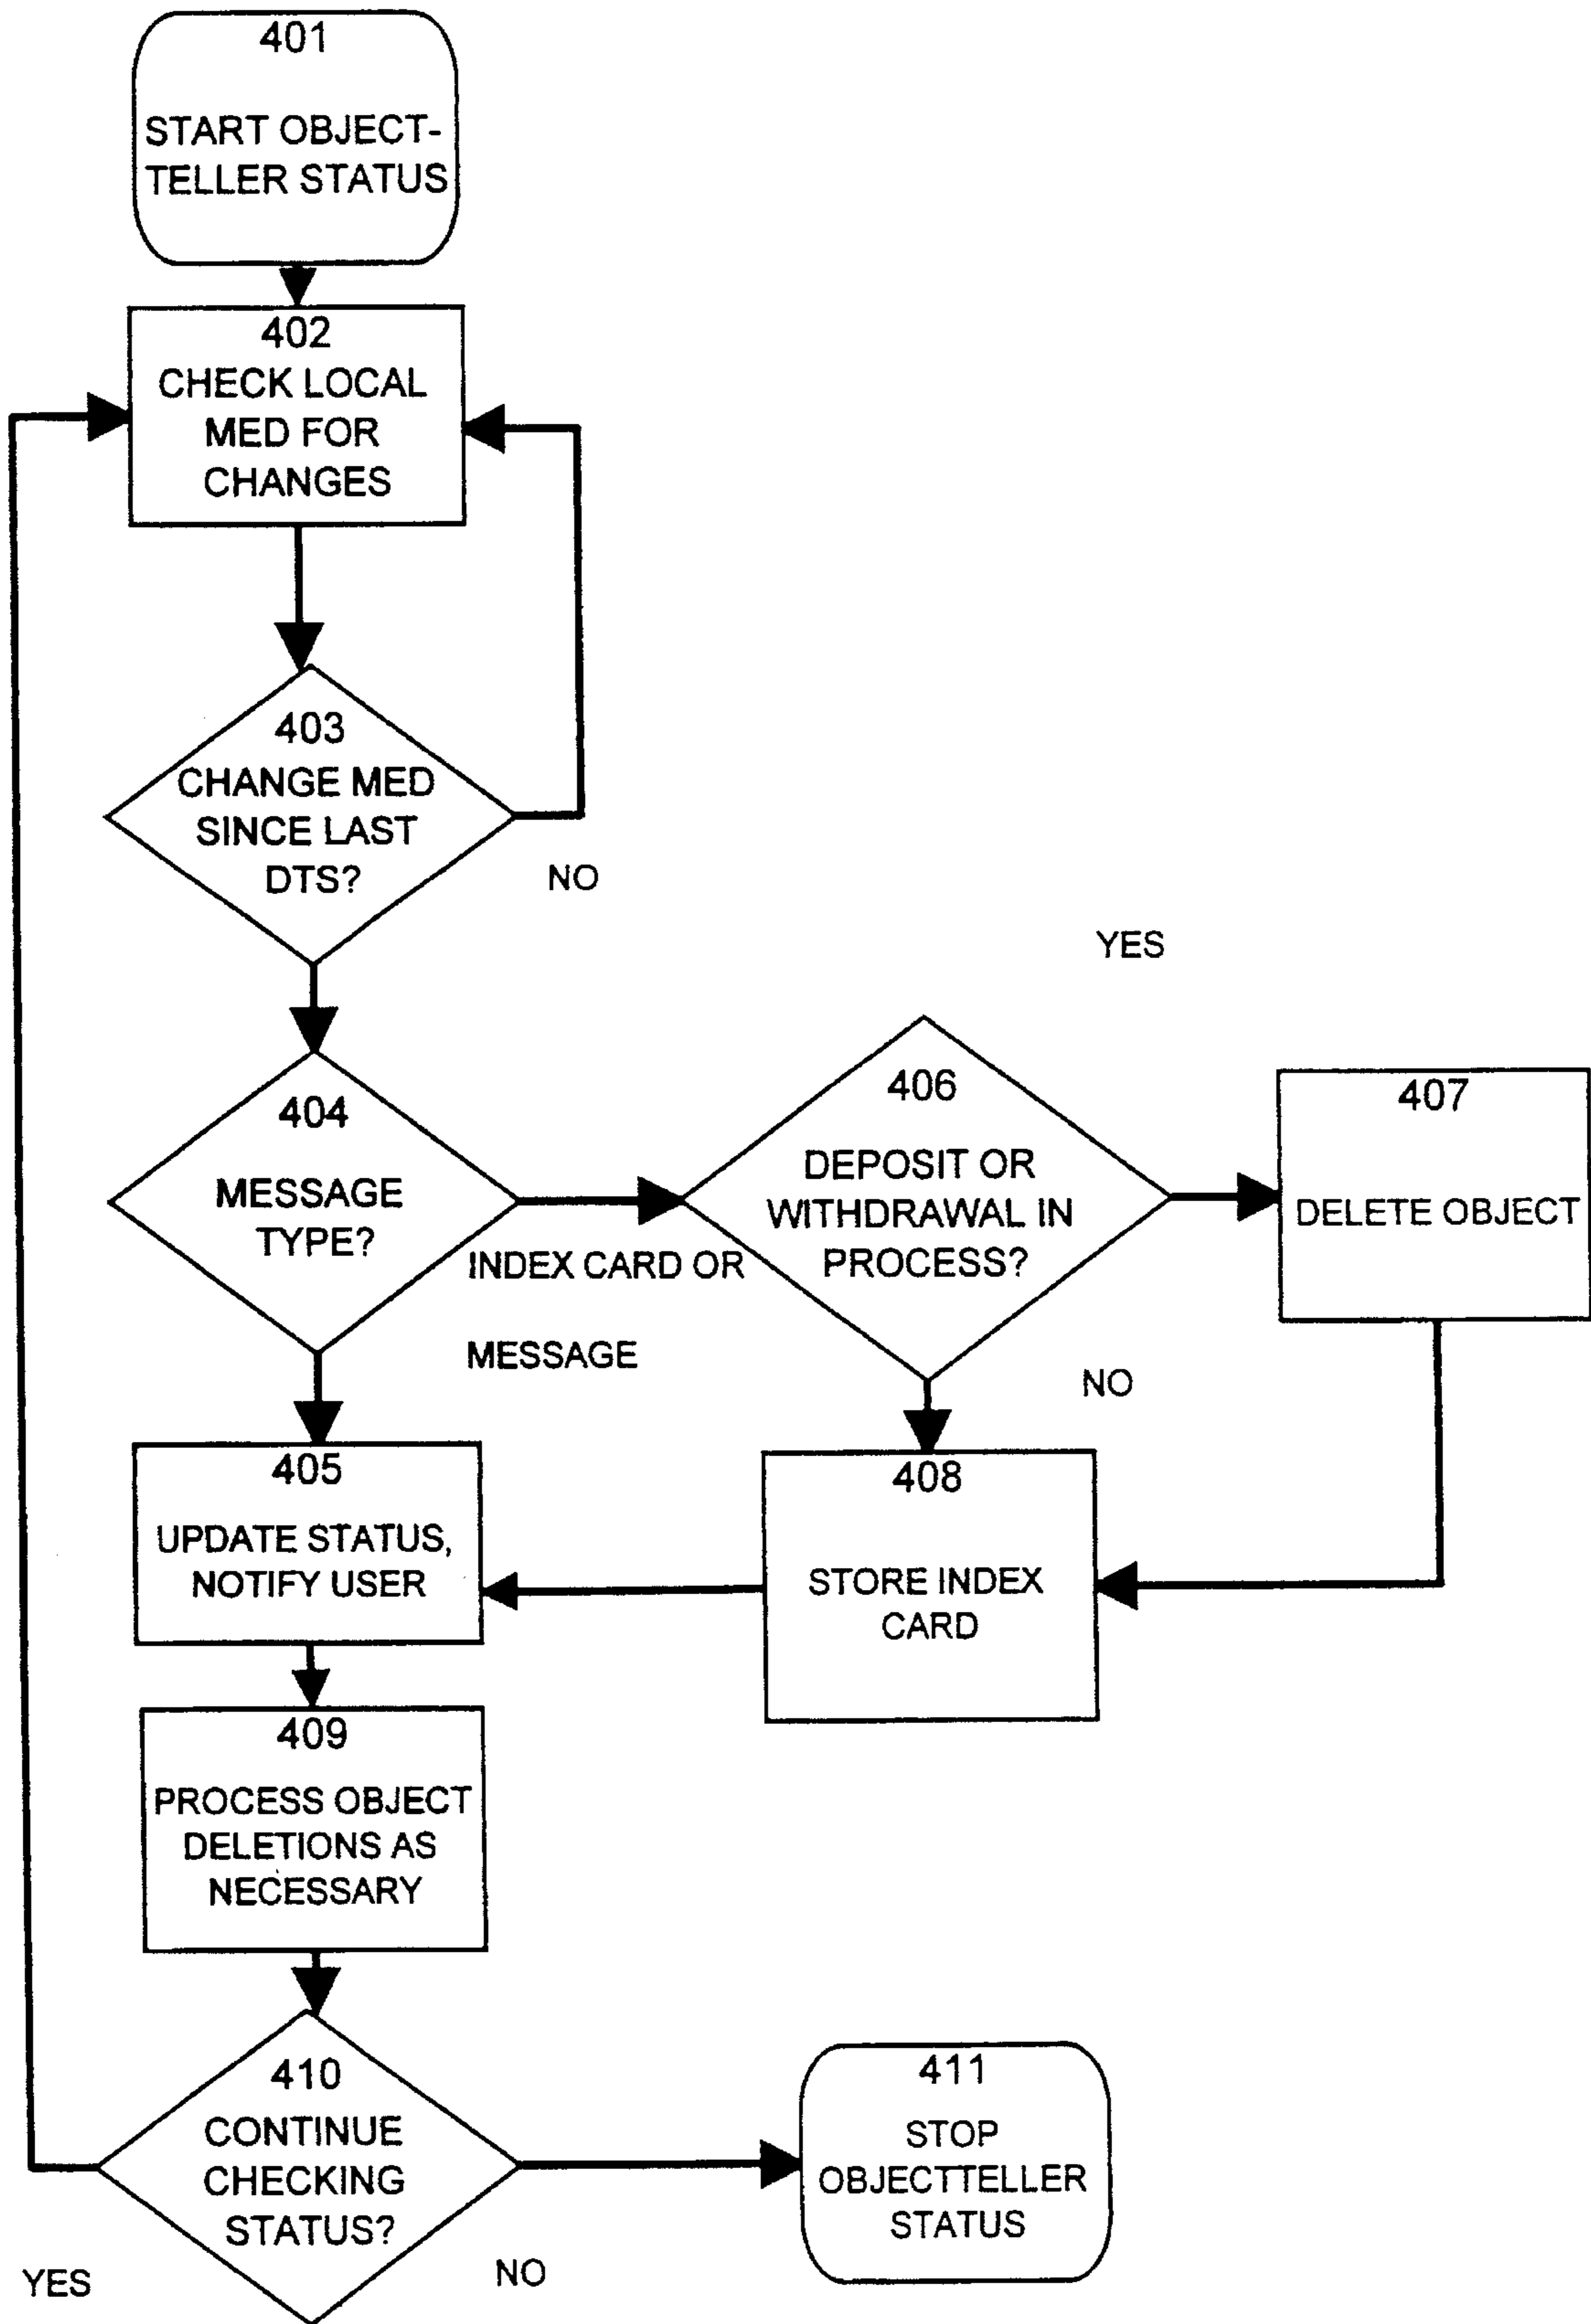 401
START OBJECT-
TELLER STATUS
402
CHECK LOCAL
MED FOR
CHANGES
403
CHANGE MED
SINCE LAST
DTS?
NO
YES
404
MESSAGE
TYPE?
INDEX CARD OR
MESSAGE
406
DEPOSIT OR
WITHDRAWAL IN
PROCESS?
NO
407
DELETE OBJECT
405
UPDATE STATUS,
NOTIFY USER
408
STORE INDEX
CARD
409
PROCESS OBJECT
DELETIONS AS
NECESSARY
410
CONTINUE
CHECKING
STATUS?
YES
NO
411
STOP
OBJECTTELLER
STATUS